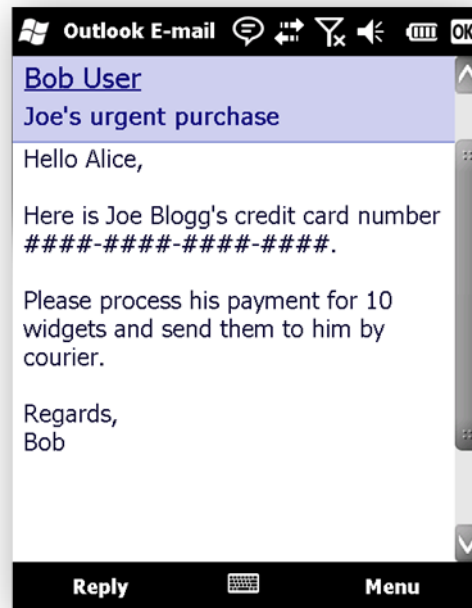 Outlook E-mail
OK
Bob User
Joe's urgent purchase
Hello Alice,
Here is Joe Blogg's credit card number
####-####-####-####.
Please process his payment for 10
widgets and send them to him by
courier.
Regards,
Bob
Reply
Menu